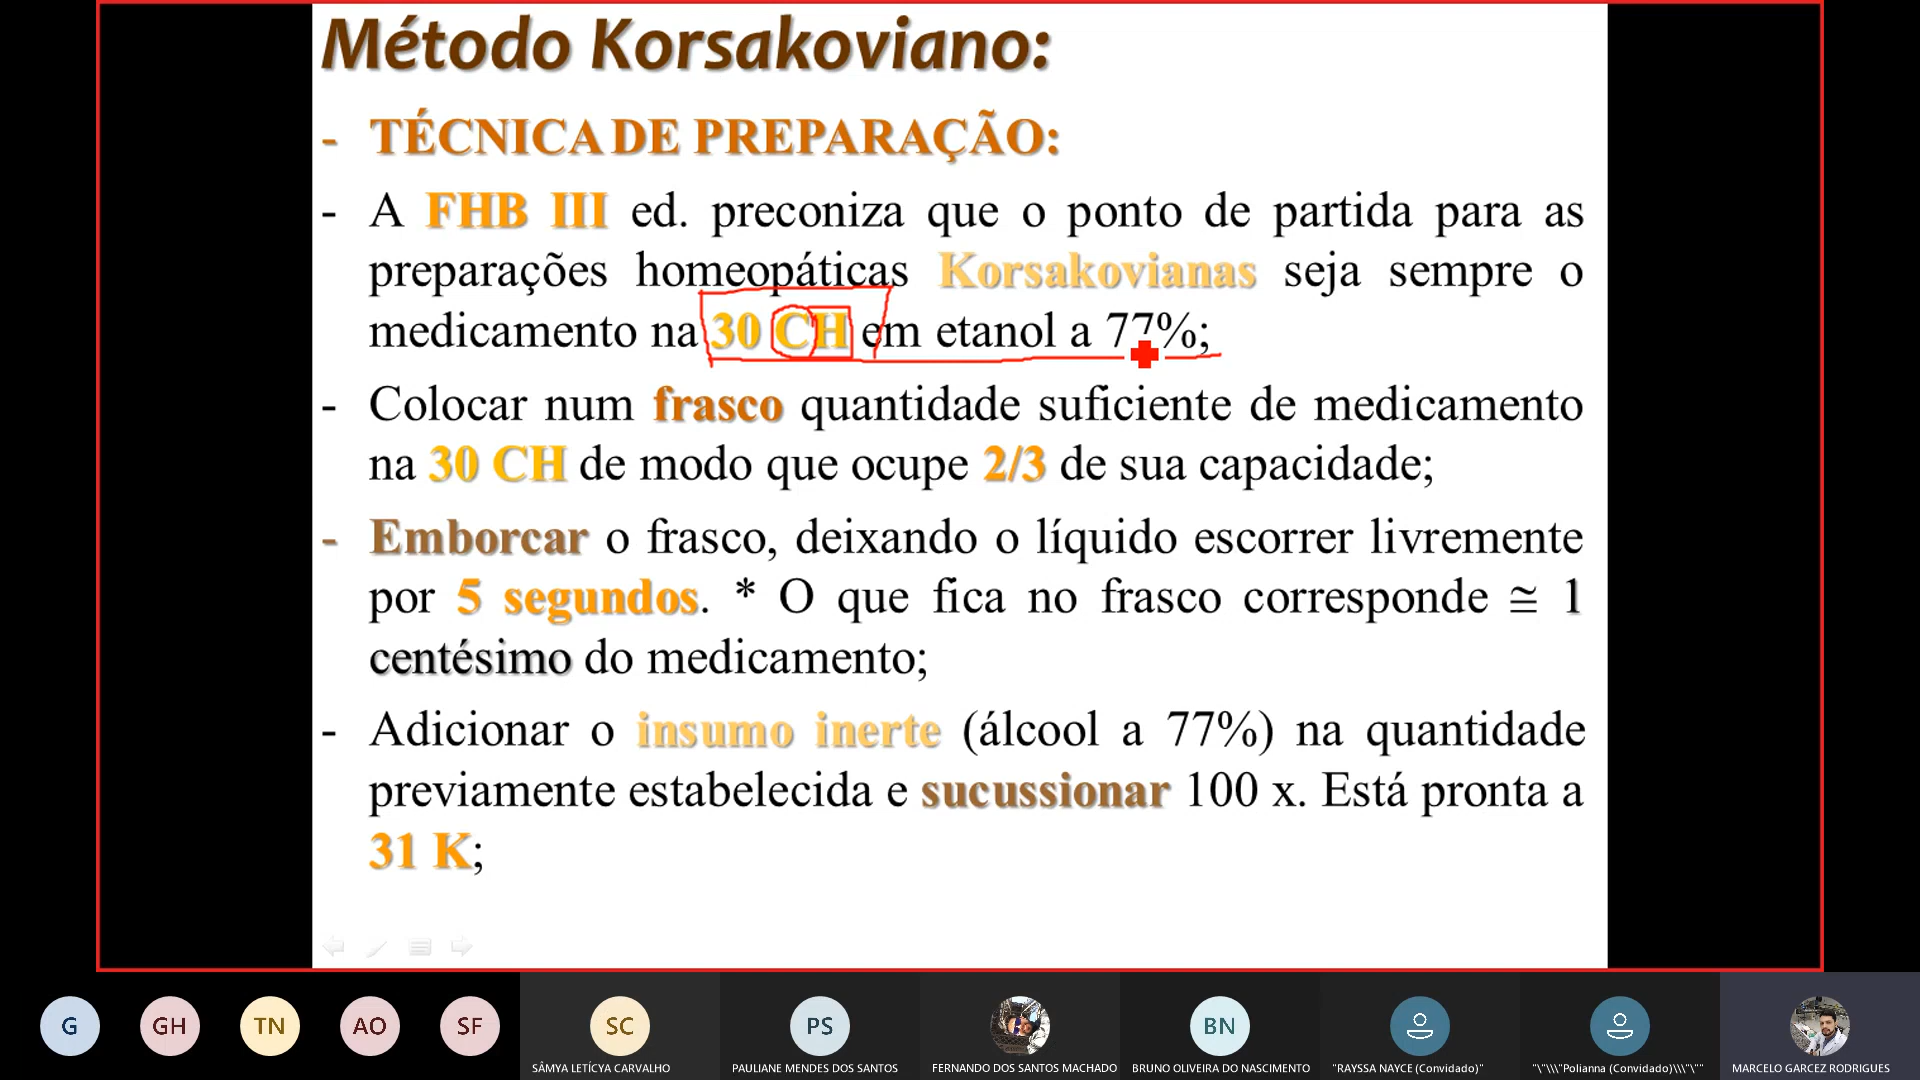 Método Korsakoviano:
- TÉCNICA DE PREPARAÇÃO:
- A FHB III ed. preconiza que o ponto de partida para as
preparações homeopáticas Korsakovianas seja sempre o
medicamento na 30 CH em etanol a 77%;
- Colocar num frasco quantidade suficiente de medicamento
na 30 CH de modo que ocupe 2/3 de sua capacidade;
- Emborcar o frasco, deixando o líquido escorrer livremente
por 5 segundos. * O que fica no frasco corresponde ≅ 1
centésimo do medicamento;
- Adicionar o insumo inerte (álcool a 77%) na quantidade
previamente estabelecida e sucussionar 100 x. Está pronta a
31 K;
G GH TN AO SF SC PS BN
SÂMYA LETÍCYA CARVALHO PAULIANE MENDES DOS SANTOS FERNANDO DOS SANTOS MACHADO BRUNO OLIVEIRA DO NASCIMENTO "RAYSSA NAYCE (Convidado)" "\"\\\"Polianna (Convidado)\\\"\"" MARCELO GARCEZ RODRIGUES